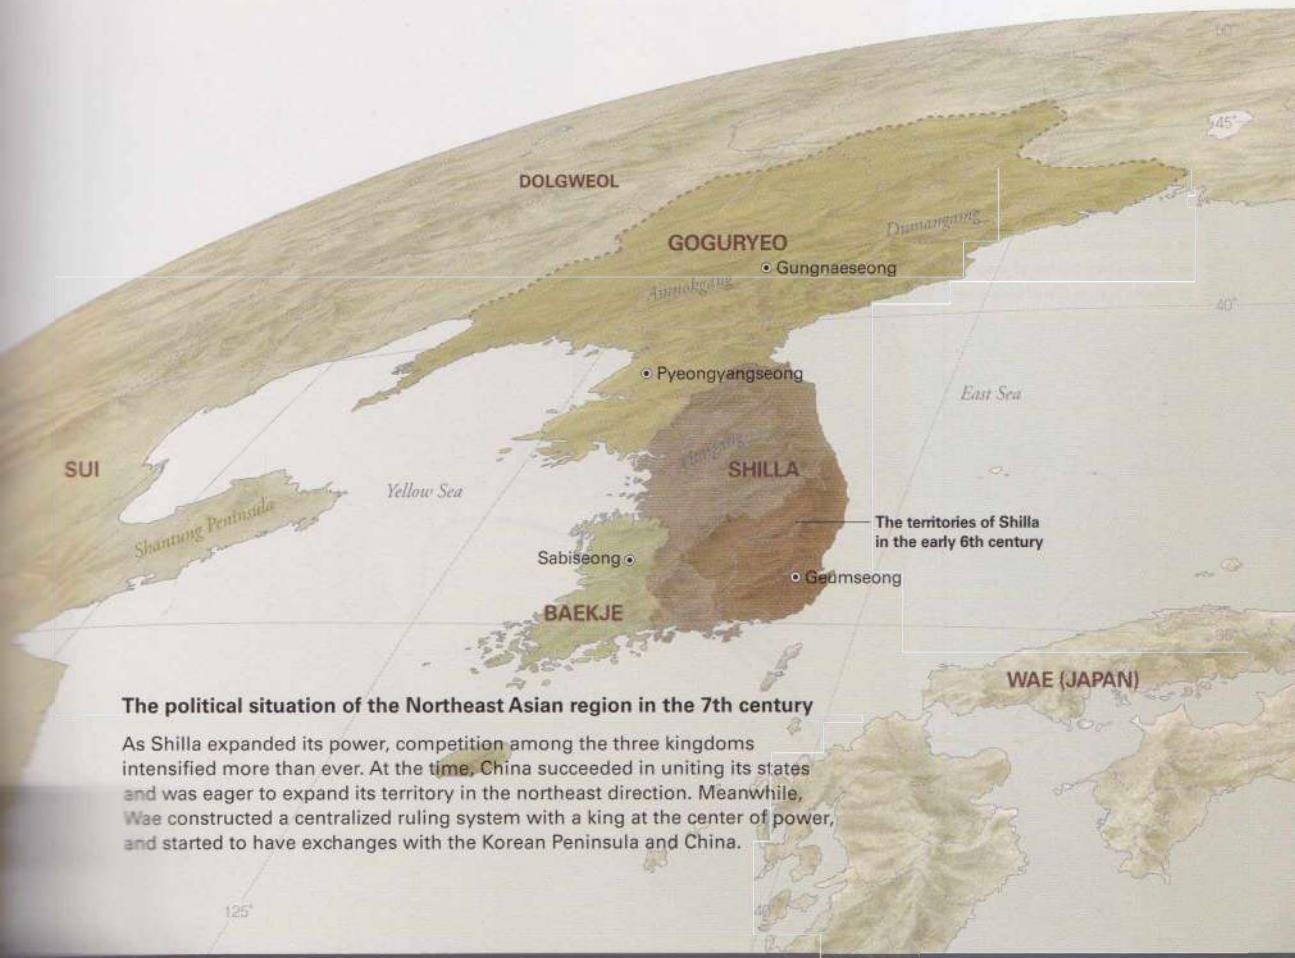 50°
45°
DOLGWEOL
Dumangang
GOGURYEO
Gungnaeseong
Amnokgang
40°
Pyeongyangseong
East Sea
Hangang
SUI
SHILLA
Yellow Sea
Shantung Peninsula
The territories of Shilla
in the early 6th century
Sabiseong
Geumseong
BAEKJE
35°
WAE (JAPAN)
The political situation of the Northeast Asian region in the 7th century
As Shilla expanded its power, competition among the three kingdoms
intensified more than ever. At the time, China succeeded in uniting its states
and was eager to expand its territory in the northeast direction. Meanwhile,
Wae constructed a centralized ruling system with a king at the center of power,
and started to have exchanges with the Korean Peninsula and China.
125°